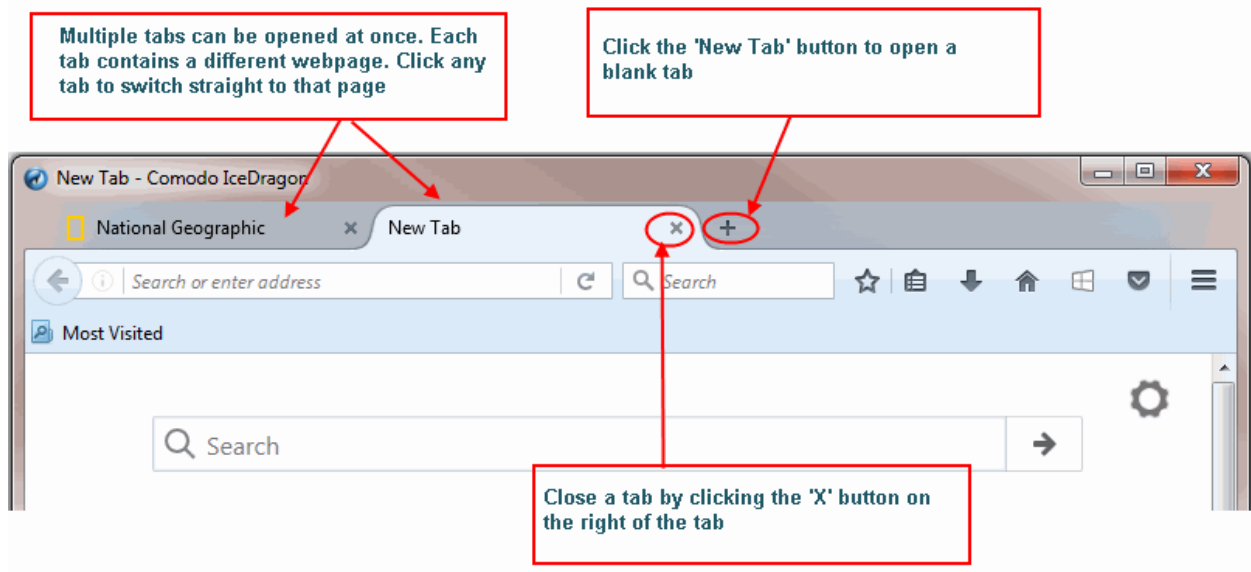 Multiple tabs can be opened at once. Each
tab contains a different webpage. Click any
tab to switch straight to that page
Click the 'New Tab' button to open a
blank tab
New Tab - Comodo IceDragon
National Geographic
New Tab
Search or enter address
Search
Most Visited
Search
Close a tab by clicking the 'X' button on
the right of the tab